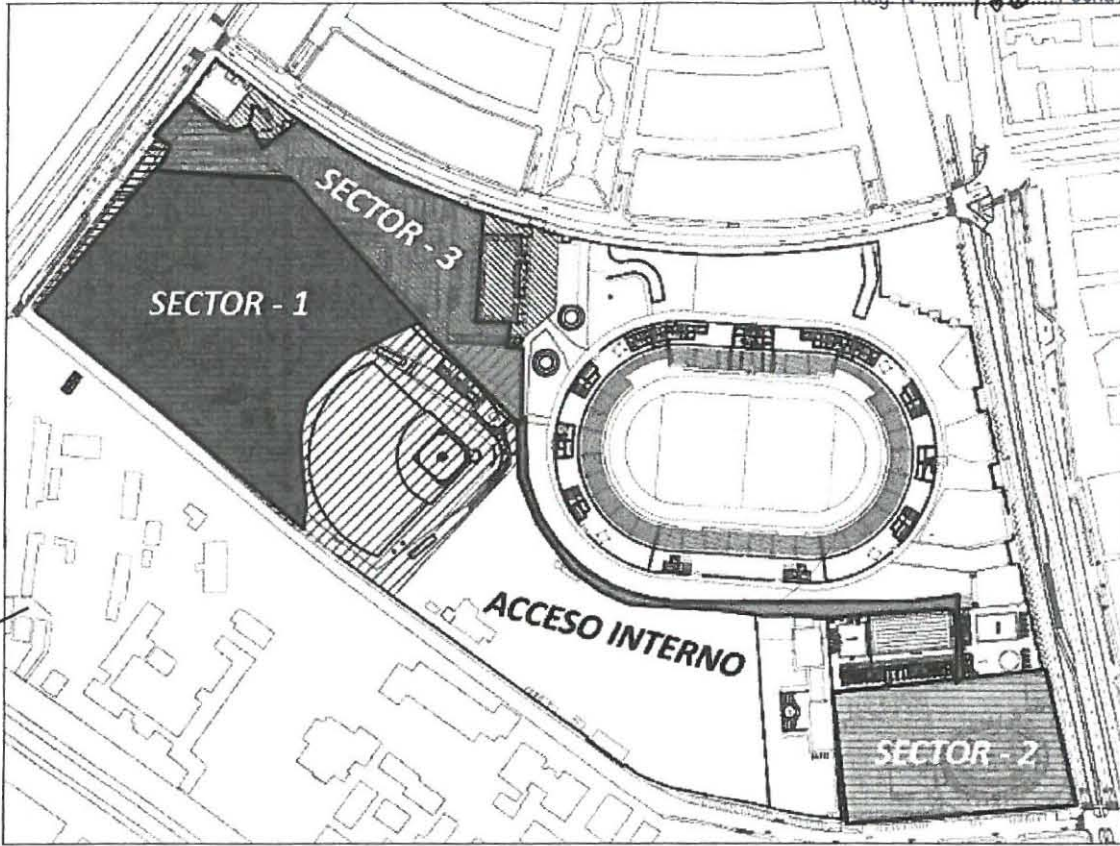 SECTOR - 3
SECTOR - 1
ACCESO INTERNO
SECTOR - 2